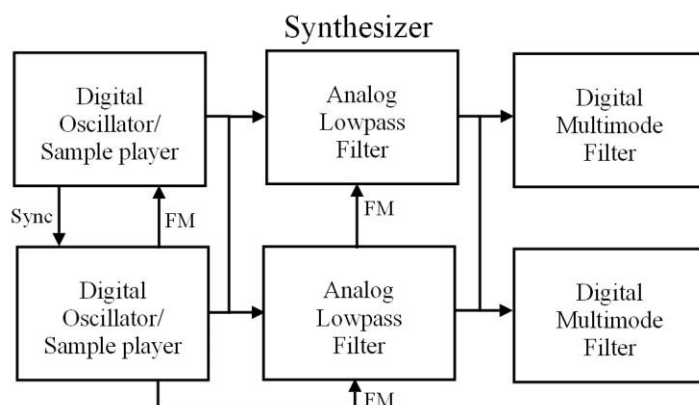 Synthesizer
Digital
Oscillator/
Sample player
Analog
Lowpass
Filter
Digital
Multimode
Filter
Sync
FM
FM
Digital
Oscillator/
Sample player
Analog
Lowpass
Filter
Digital
Multimode
Filter
FM